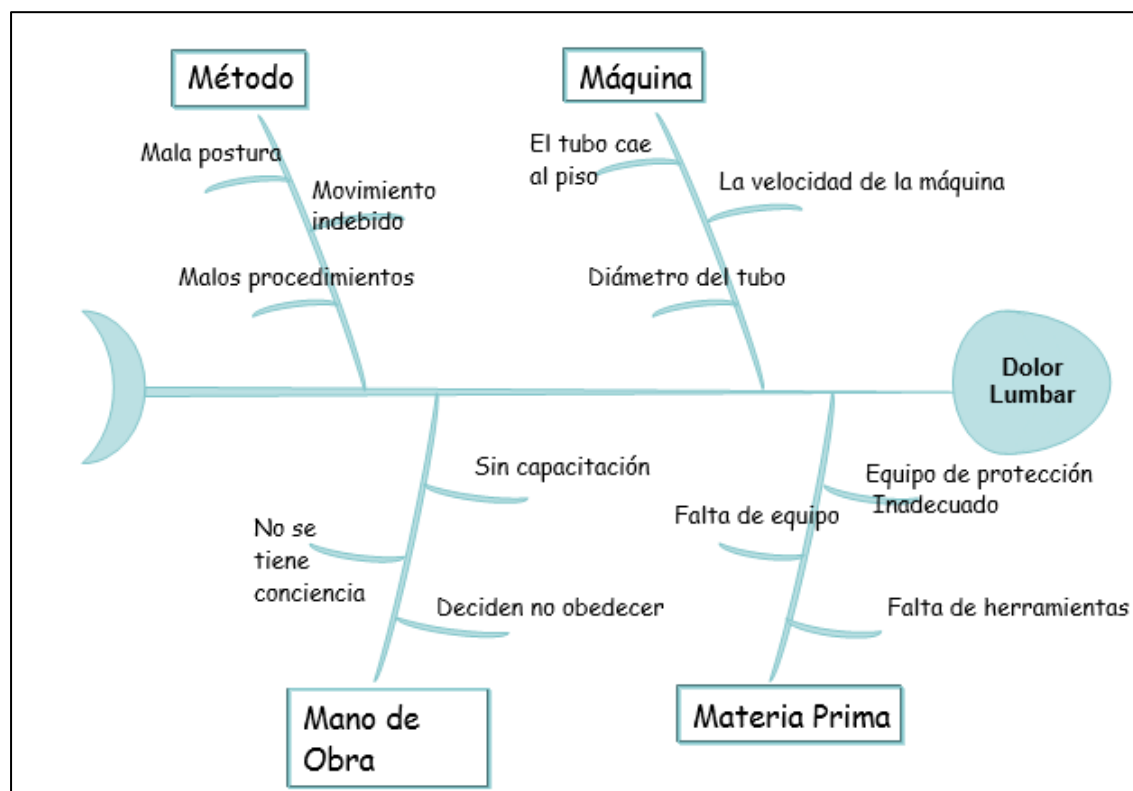 Método
Mala postura
Movimiento
indebido
Malos procedimientos
Máquina
El tubo cae
al piso
La velocidad de la máquina
Diámetro del tubo
Dolor
Lumbar
Sin capacitación
No se
tiene
conciencia
Deciden no obedecer
Mano de
Obra
Equipo de protección
Inadecuado
Falta de equipo
Falta de herramientas
Materia Prima